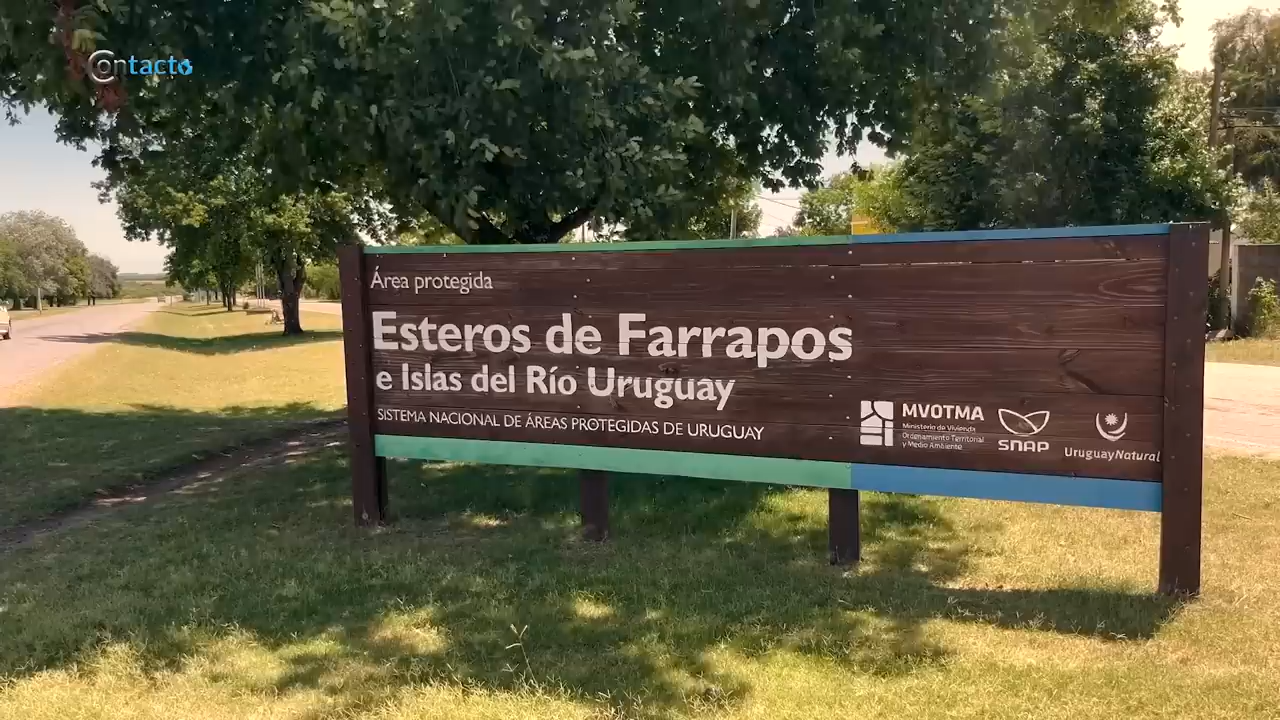 Contacto
Área protegida
Esteros de Farrapos
e Islas del Río Uruguay
SISTEMA NACIONAL DE ÁREAS PROTEGIDAS DE URUGUAY
MVOTMA
Ministerio de Vivienda
Ordenamiento Territorial
y Medio Ambiente
SNAP
UruguayNatural